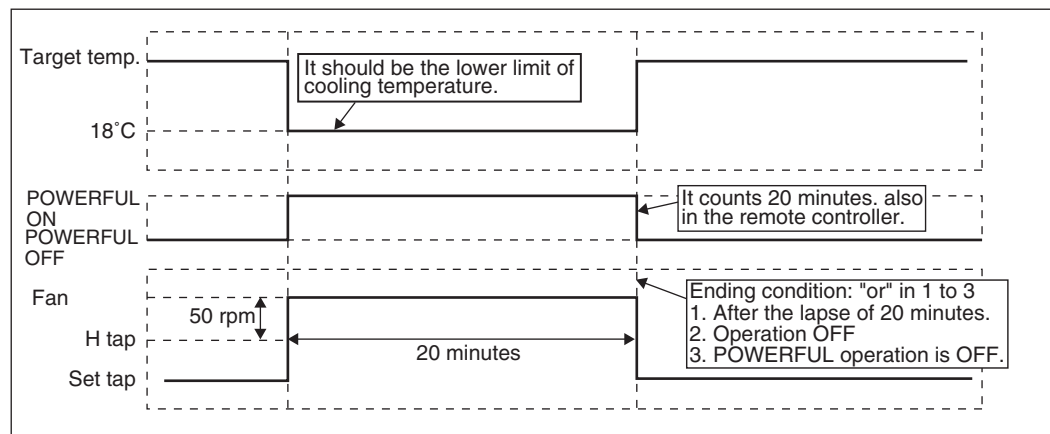 Target temp.
It should be the lower limit of
cooling temperature.
18˚C
POWERFUL
ON
POWERFUL
OFF
It counts 20 minutes. also
in the remote controller.
Fan
50 rpm
H tap
20 minutes
Set tap
Ending condition: "or" in 1 to 3
1. After the lapse of 20 minutes.
2. Operation OFF
3. POWERFUL operation is OFF.